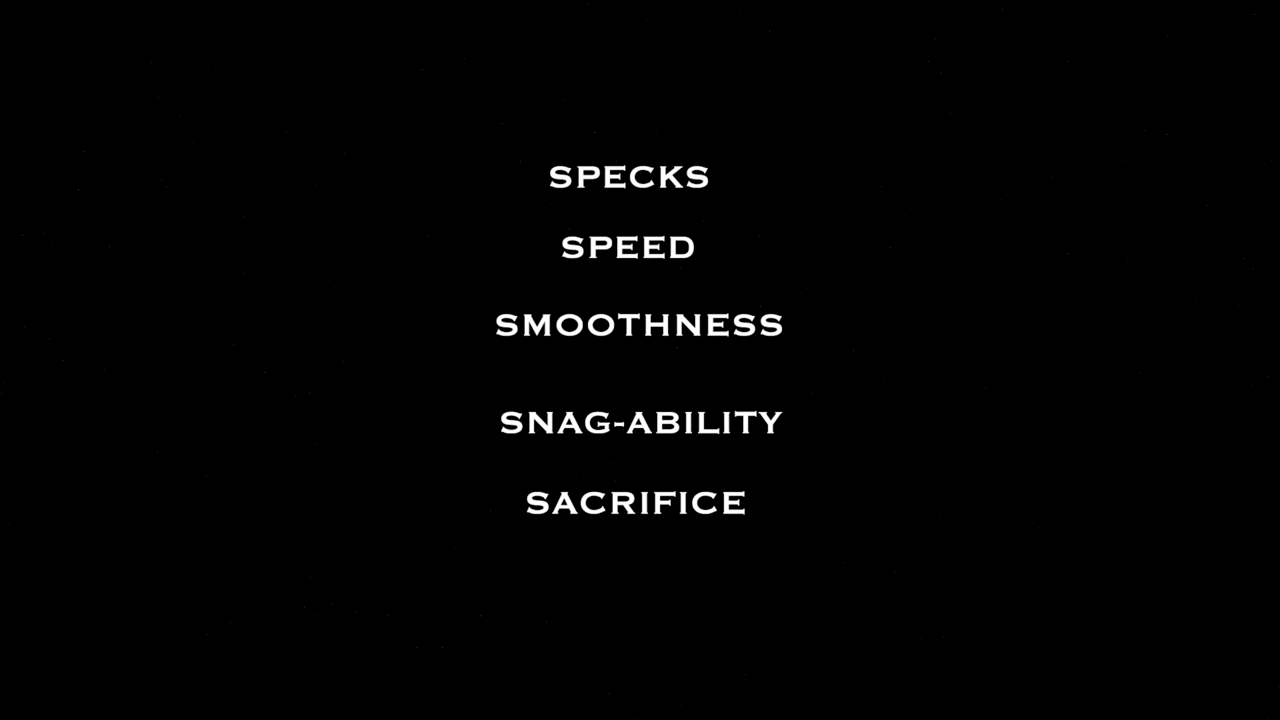 SPECKS
SPEED
SMOOTHNESS
SNAG-ABILITY
SACRIFICE